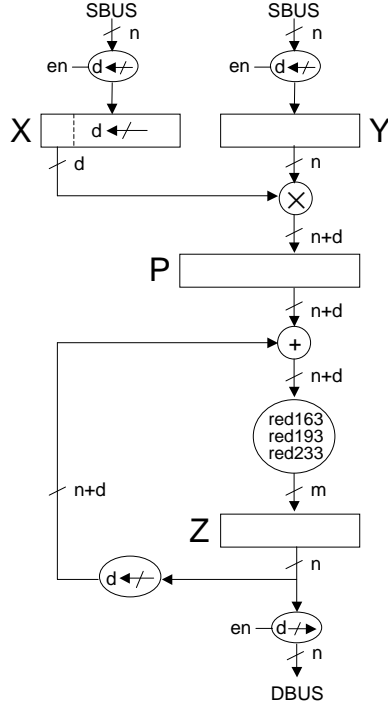 SBUS SBUS
n n
en d en d
X d Y
d n
×
n+d
P
n+d
+
n+d
red163
red193
red233
n+d m
Z
n
d
en d
n
DBUS